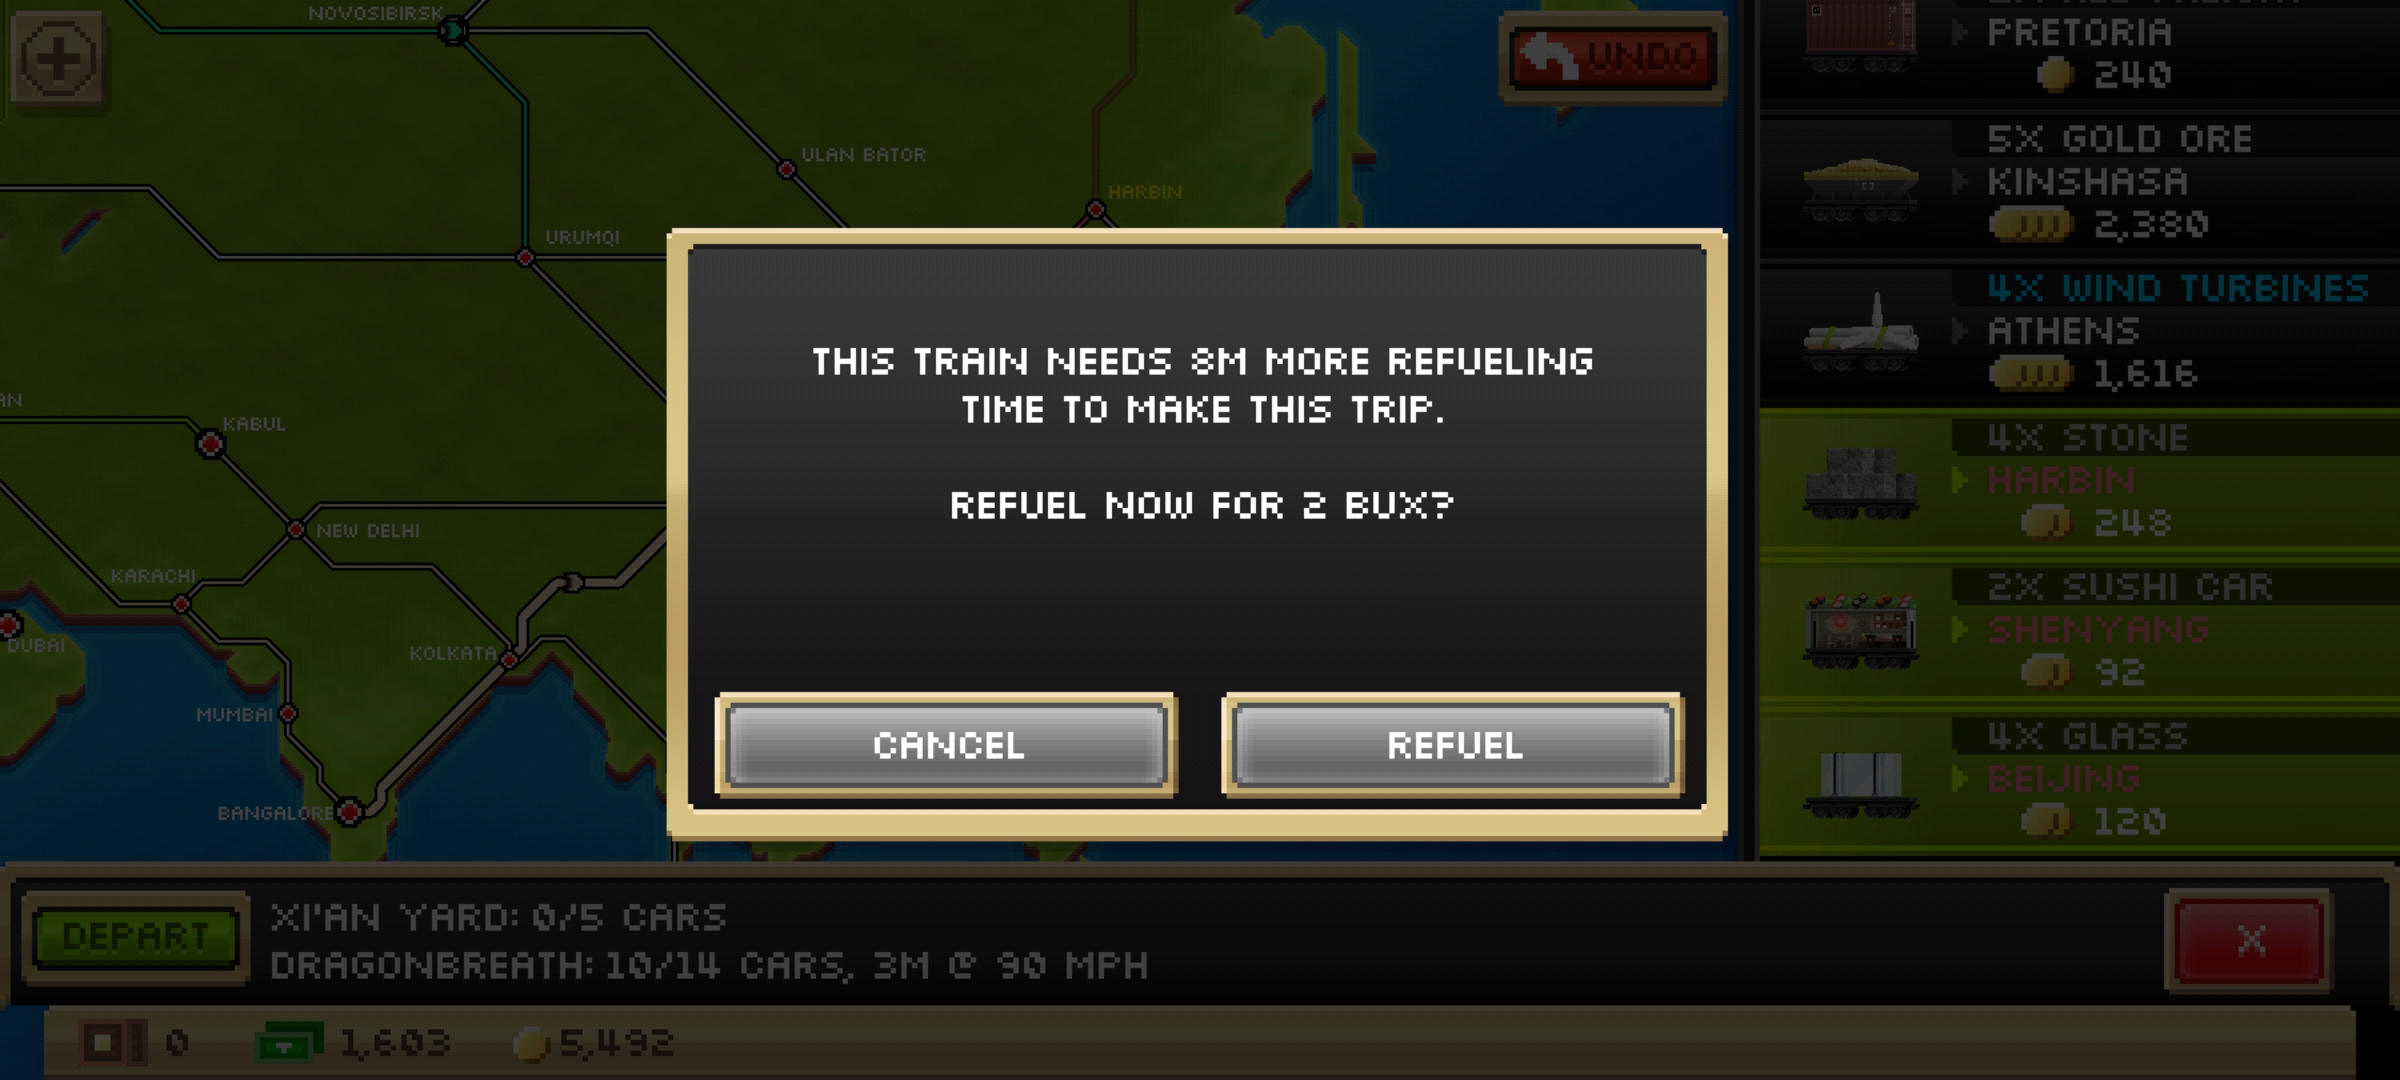 NOVOSIBIRSK
UNDO
ULAN BATOR
HARBIN
URUMQI
KABUL
NEW DELHI
KARACHI
DUBAI
KOLKATA
MUMBAI
BANGALORE
THIS TRAIN NEEDS 8M MORE REFUELING
TIME TO MAKE THIS TRIP.
REFUEL NOW FOR 2 BUX?
CANCEL
REFUEL
PRETORIA
240
5X GOLD ORE
KINSHASA
2,380
4X WIND TURBINES
ATHENS
1,616
4X STONE
HARBIN
248
2X SUSHI CAR
SHENYANG
92
4X GLASS
BEIJING
120
DEPART
XI'AN YARD: 0/5 CARS
DRAGONBREATH: 10/14 CARS, 3M @ 90 MPH
X
0
1,603
5,492